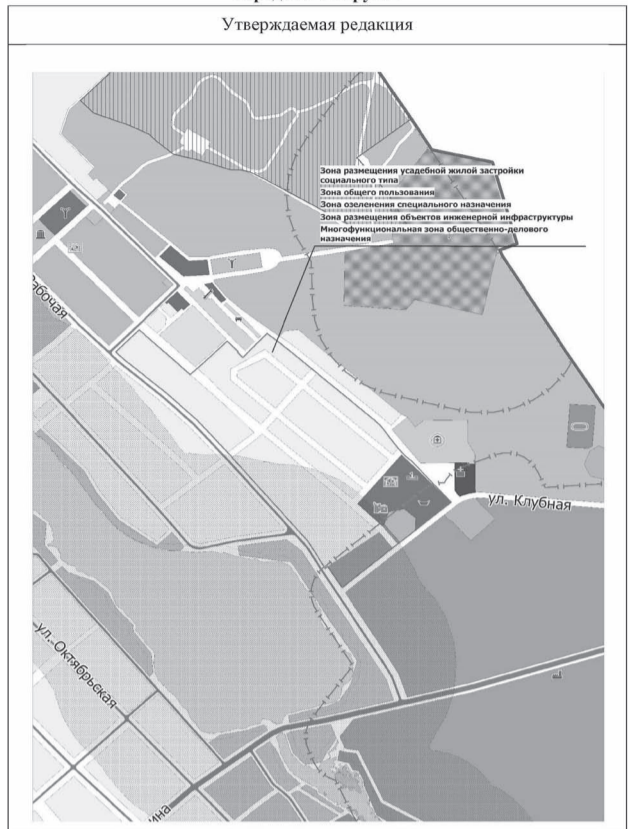 Утверждаемая редакция
Зона размещения усадебной жилой застройки
социального типа
Зона общего пользования
Зона озеленения специального назначения
Зона размещения объектов инженерной инфраструктуры
Многофункциональная зона общественно-делового
назначения
Рабочая
ул. Клубная
ул. Октябрьская